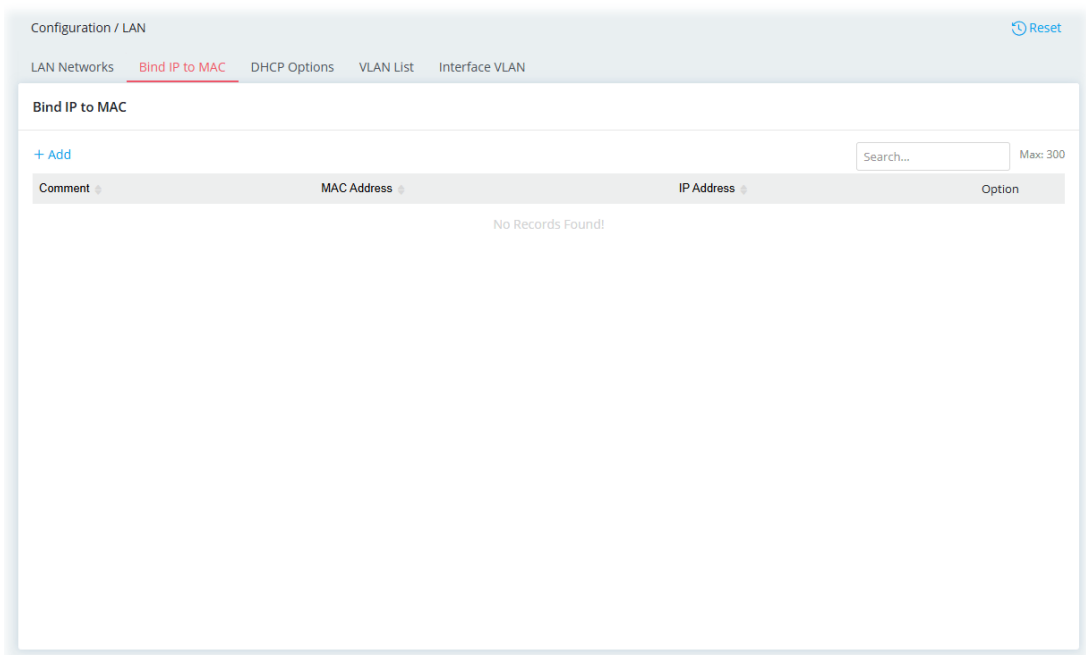 Configuration / LAN Reset
LAN Networks Bind IP to MAC DHCP Options VLAN List Interface VLAN
Bind IP to MAC
+ Add Search... Max: 300
Comment MAC Address IP Address Option
No Records Found!